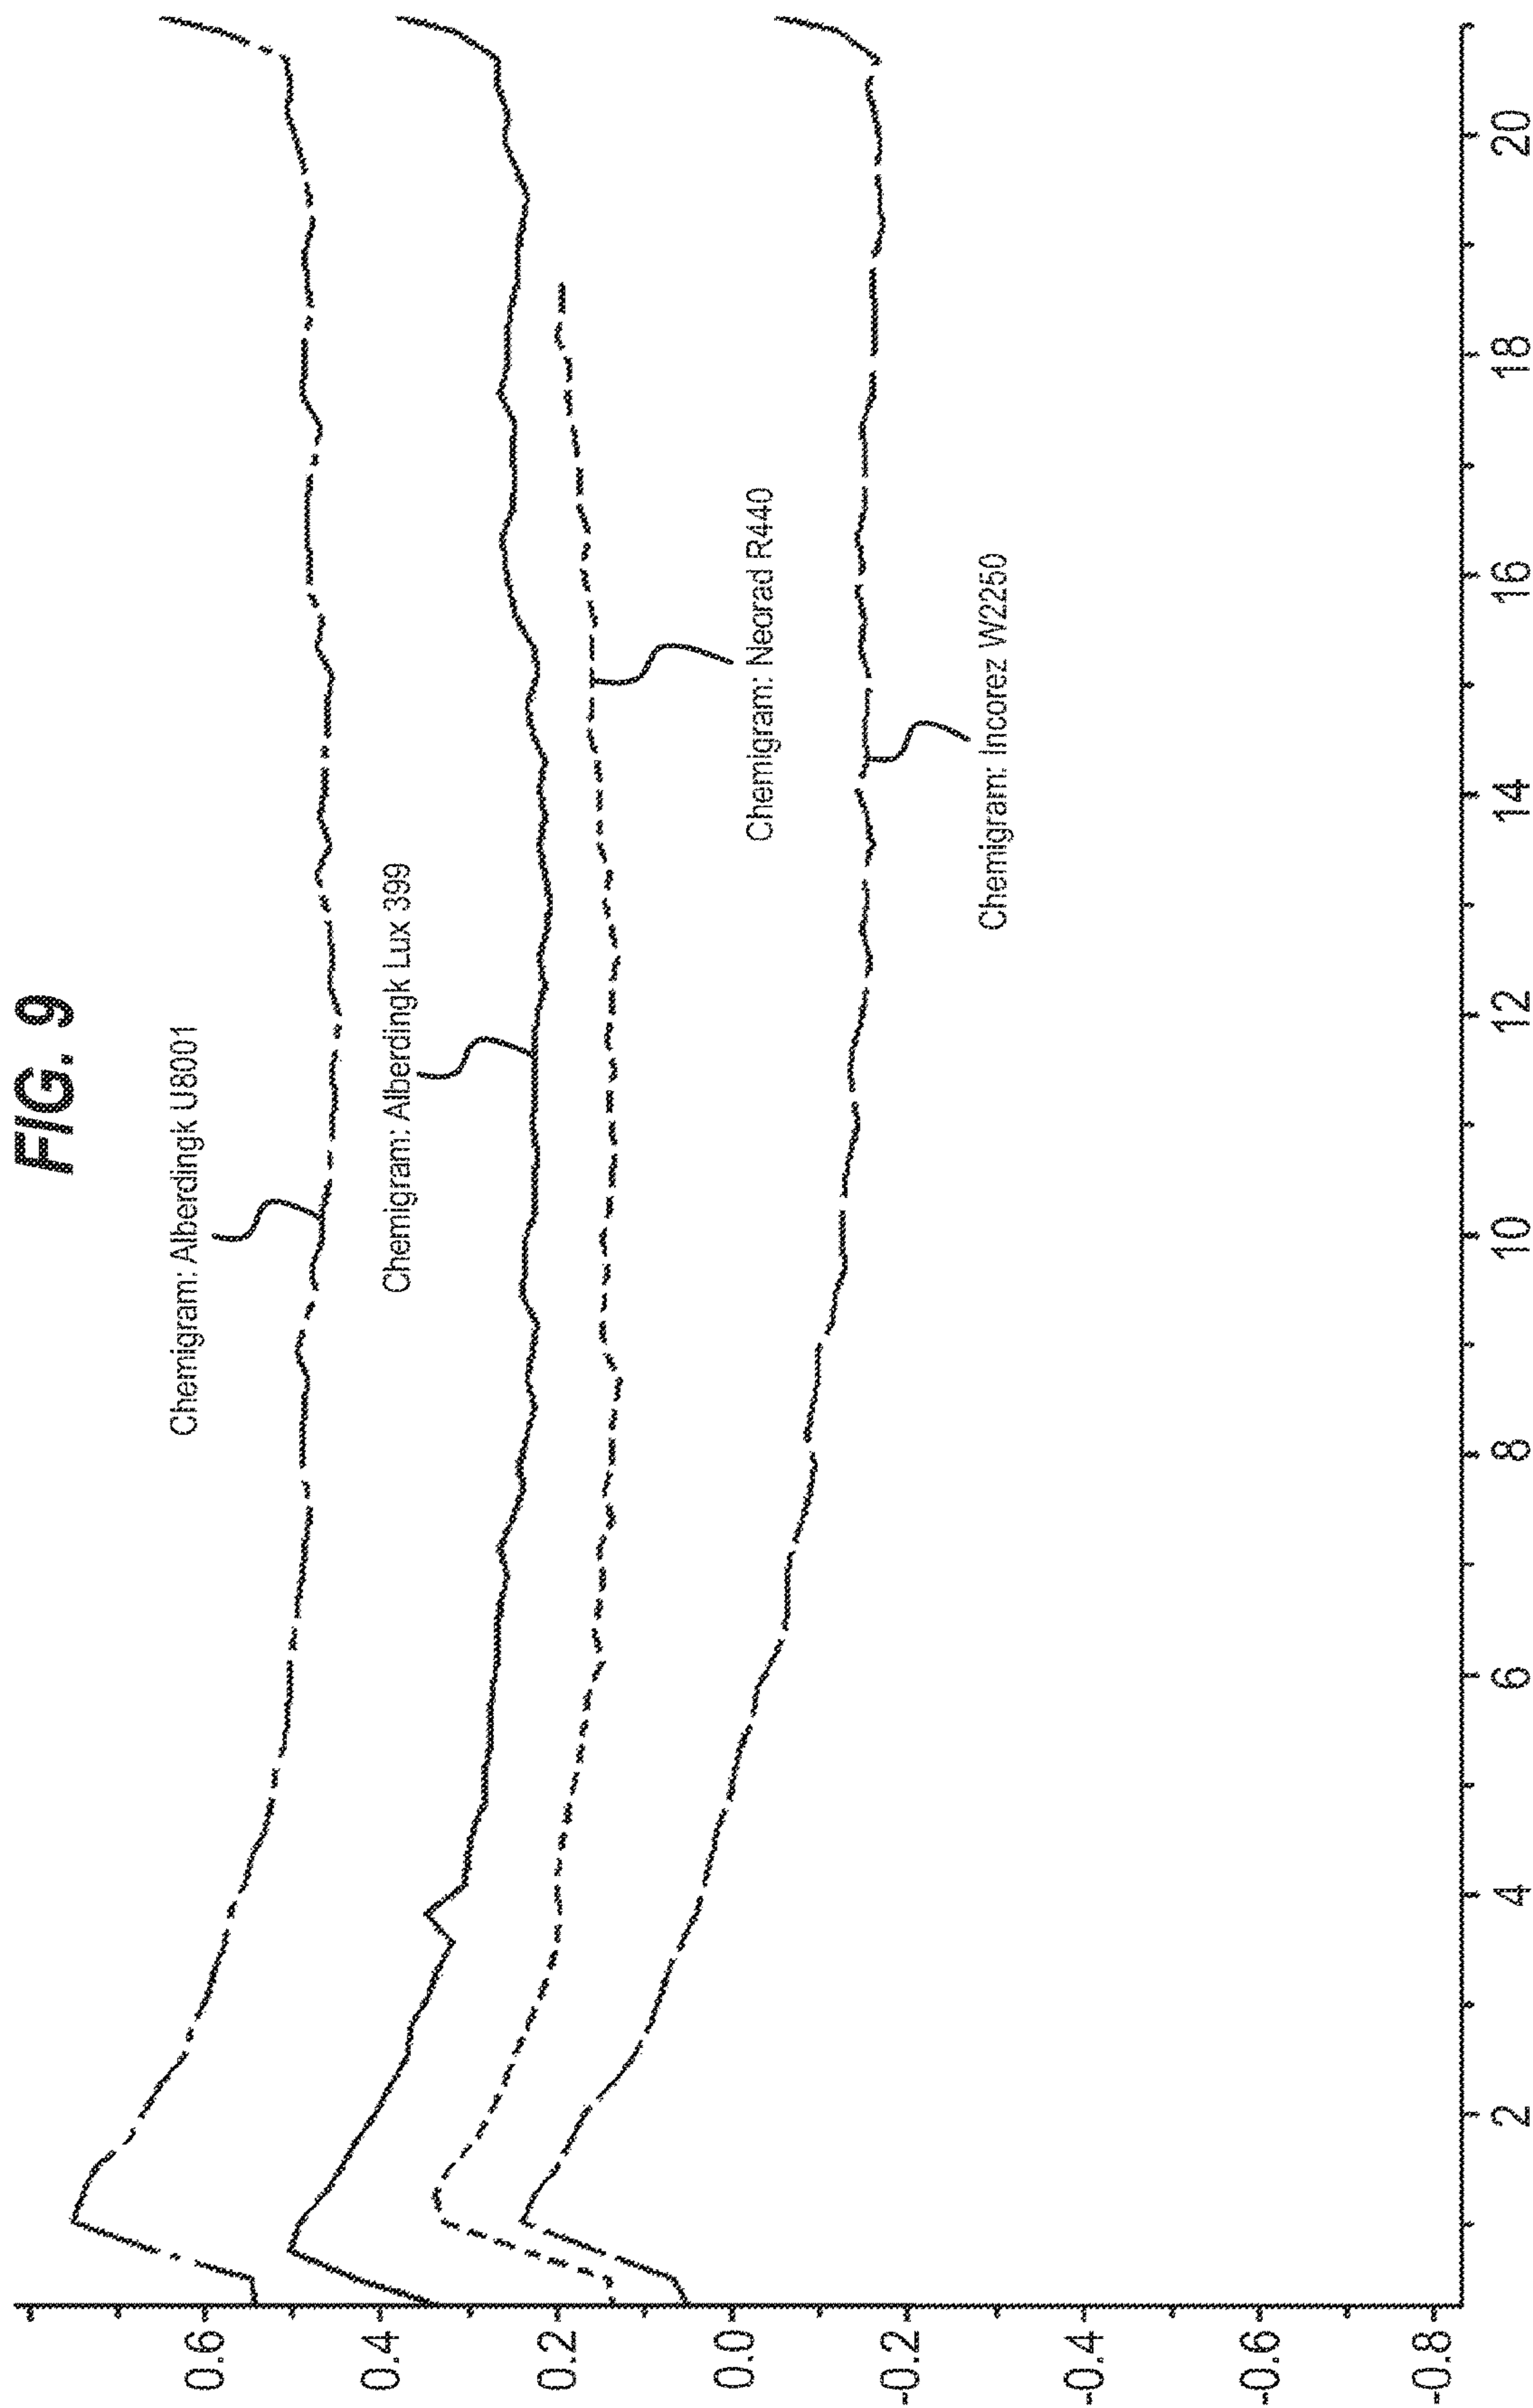 FIG. 9
Chemigram: Alberdingk U8001
Chemigram: Alberdingk Lux 399
Chemigram: Neorad R440
Chemigram: Incorez W2250
0.6
0.4
0.2
0.0
-0.2
-0.4
-0.6
-0.8
2 4 6 8 10 12 14 16 18 20